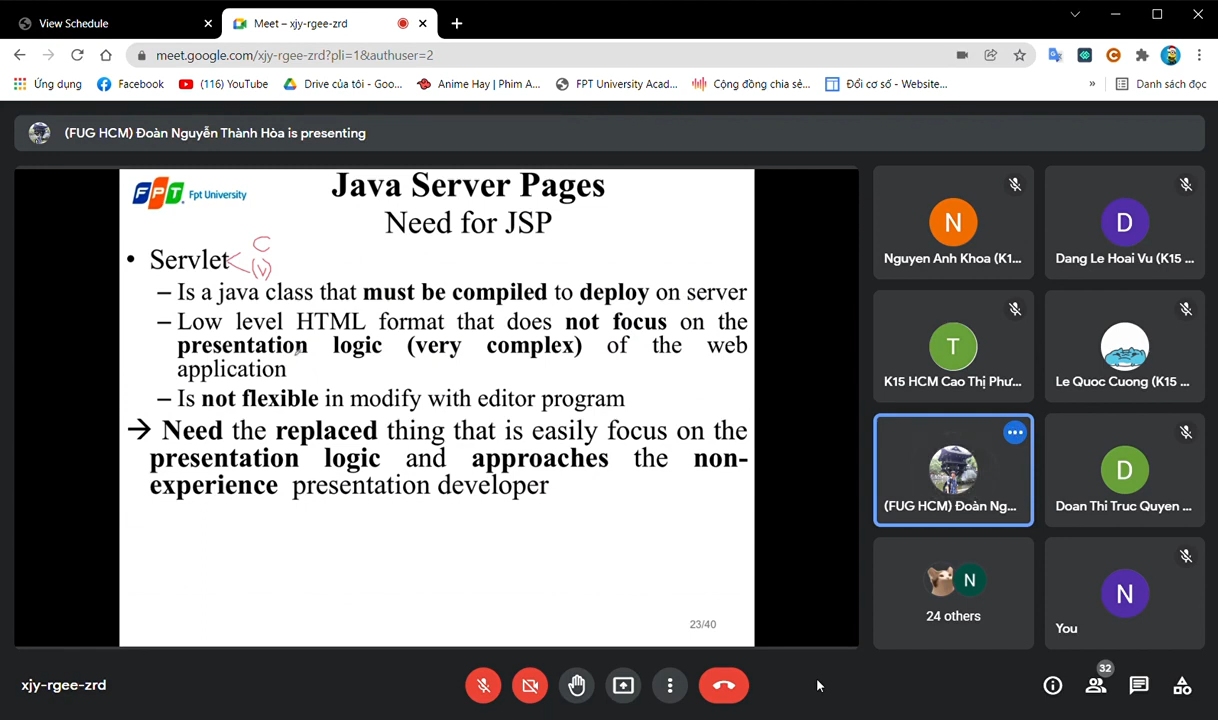 View Schedule
Meet – xjy-rgee-zrd
meet.google.com/xjy-rgee-zrd?pli=1&authuser=2
Ứng dụng
Facebook
(116) YouTube
Drive của tôi - Goo...
Anime Hay | Phim A...
FPT University Acad...
Cộng đồng chia sẻ...
Đổi cơ số - Website...
»
Danh sách đọc
(FUG HCM) Đoàn Nguyễn Thành Hòa is presenting
FPT Fpt University
Java Server Pages
Need for JSP
• Servlet
C
(V)
– Is a java class that must be compiled to deploy on server
– Low level HTML format that does not focus on the
presentation logic (very complex) of the web
application
– Is not flexible in modify with editor program
→ Need the replaced thing that is easily focus on the
presentation logic and approaches the non-
experience presentation developer
23/40
N
Nguyen Anh Khoa (K1...
D
Dang Le Hoai Vu (K15 ...
T
K15 HCM Cao Thị Phư...
Le Quoc Cuong (K15 ...
(FUG HCM) Đoàn Ng...
D
Doan Thi Truc Quyen ...
N
24 others
N
You
xjy-rgee-zrd
32